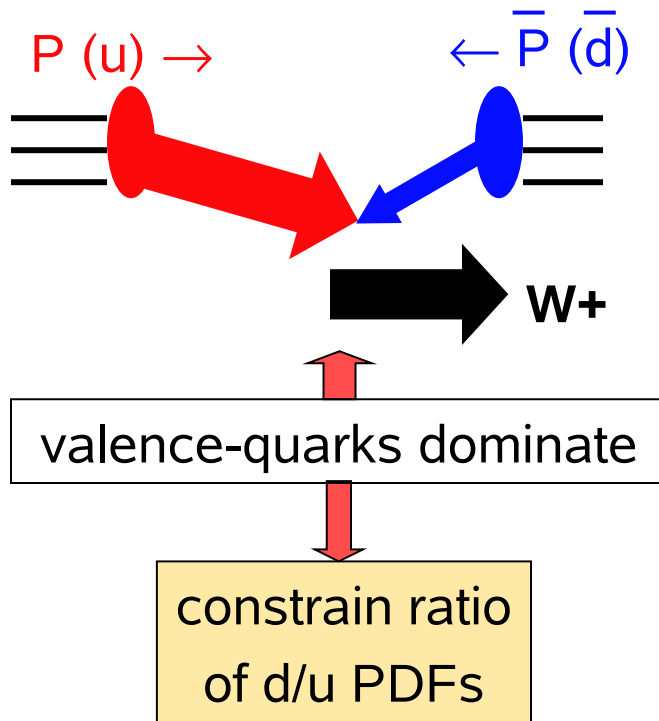 P (u) → ← P̅ (d̅)
W+
valence-quarks dominate
constrain ratio
of d/u PDFs